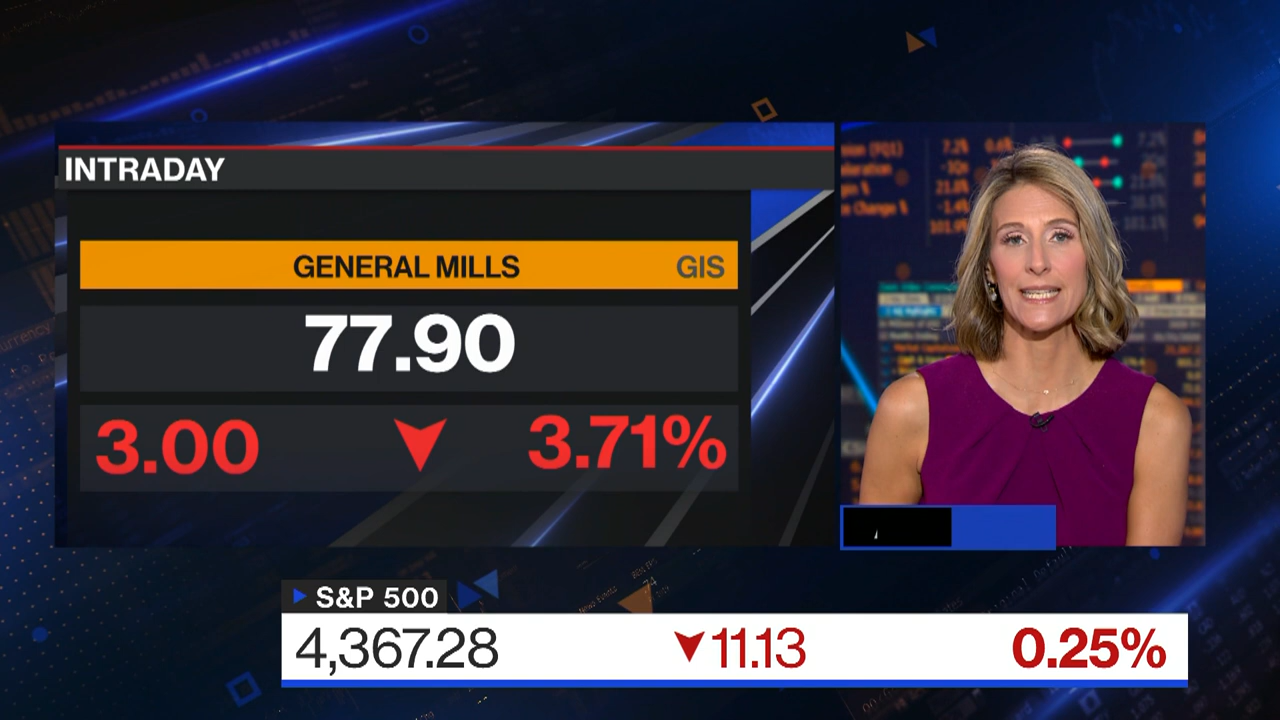 INTRADAY
GENERAL MILLS GIS
77.90
3.00 3.71%
S&P 500
4,367.28 11.13 0.25%